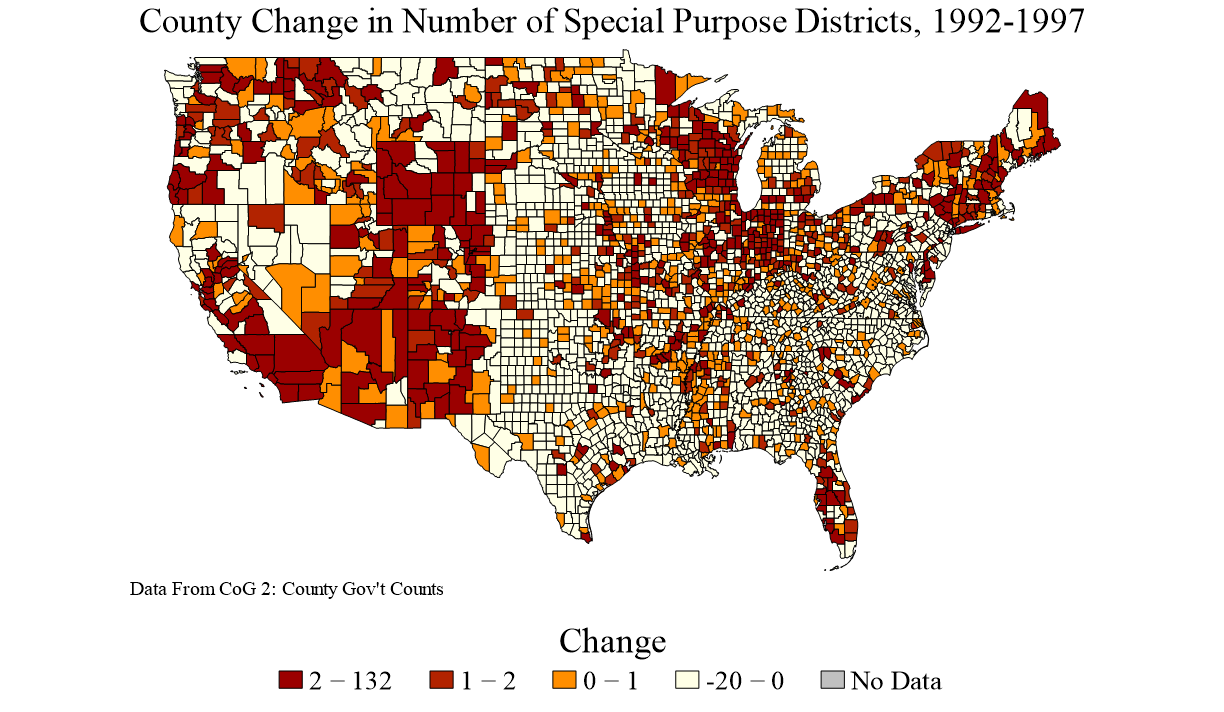 County Change in Number of Special Purpose Districts, 1992-1997
Data From CoG 2: County Gov't Counts
Change
2 − 132 1 − 2 0 − 1 -20 − 0 No Data